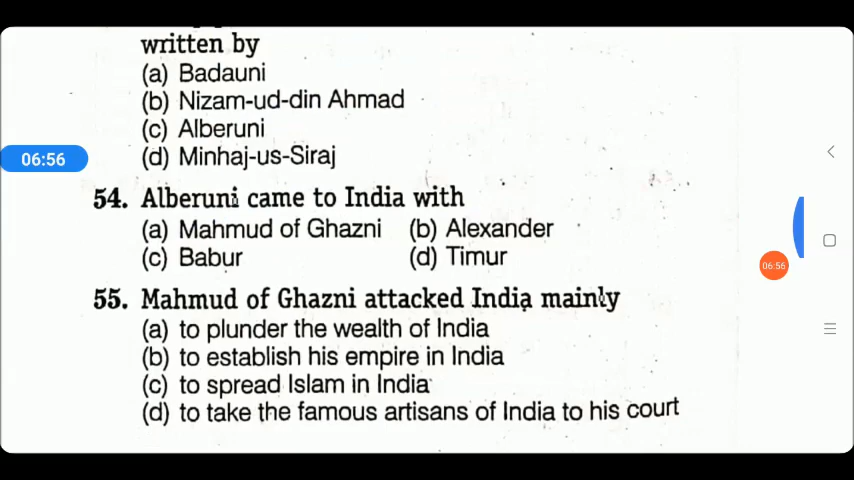 written by
(a) Badauni
(b) Nizam-ud-din Ahmad
(c) Alberuni
(d) Minhaj-us-Siraj
06:56
54. Alberuni came to India with
(a) Mahmud of Ghazni (b) Alexander
(c) Babur (d) Timur
06:56
55. Mahmud of Ghazni attacked India mainly
(a) to plunder the wealth of India
(b) to establish his empire in India
(c) to spread Islam in India
(d) to take the famous artisans of India to his court